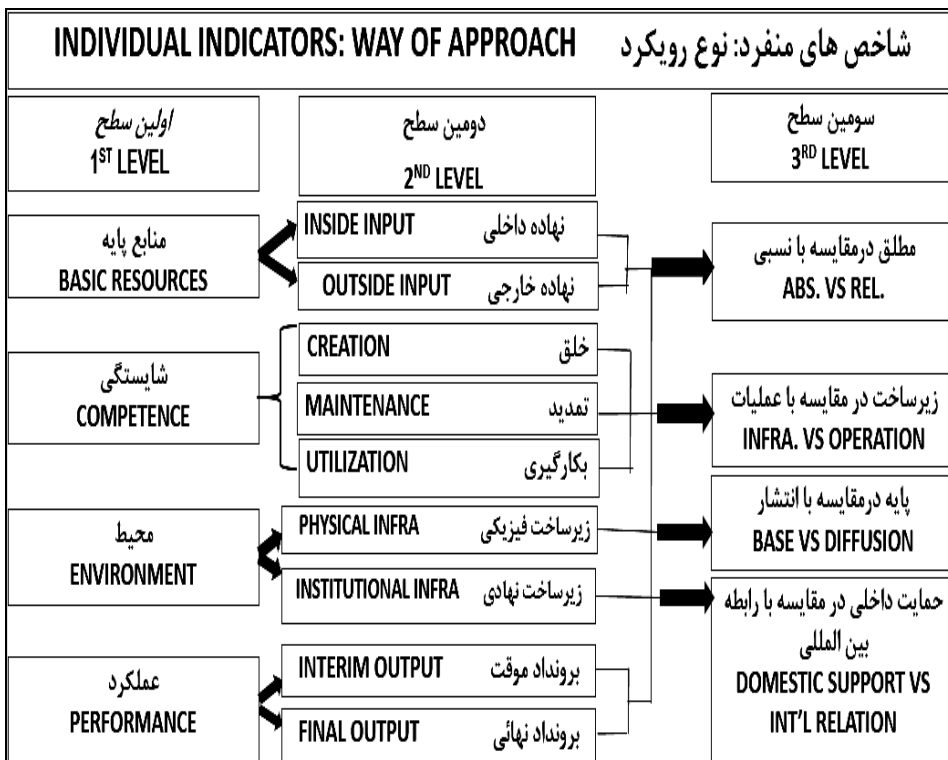 INDIVIDUAL INDICATORS: WAY OF APPROACH شاخص های منفرد: نوع رویکرد
اولین سطح
1ST LEVEL
دومین سطح
2ND LEVEL
سومین سطح
3RD LEVEL
منابع پایه
BASIC RESOURCES
INSIDE INPUT نهاده داخلی
OUTSIDE INPUT نهاده خارجی
مطلق درمقایسه با نسبی
ABS. VS REL.
شایستگی
COMPETENCE
CREATION خلق
MAINTENANCE تمدید
UTILIZATION بکارگیری
زیرساخت در مقایسه با عملیات
INFRA. VS OPERATION
محیط
ENVIRONMENT
PHYSICAL INFRA زیرساخت فیزیکی
INSTITUTIONAL INFRA زیرساخت نهادی
پایه درمقایسه با انتشار
BASE VS DIFFUSION
حمایت داخلی در مقایسه با رابطه
بین المللی
DOMESTIC SUPPORT VS
INT'L RELATION
عملکرد
PERFORMANCE
INTERIM OUTPUT برونداد موقت
FINAL OUTPUT برونداد نهائی